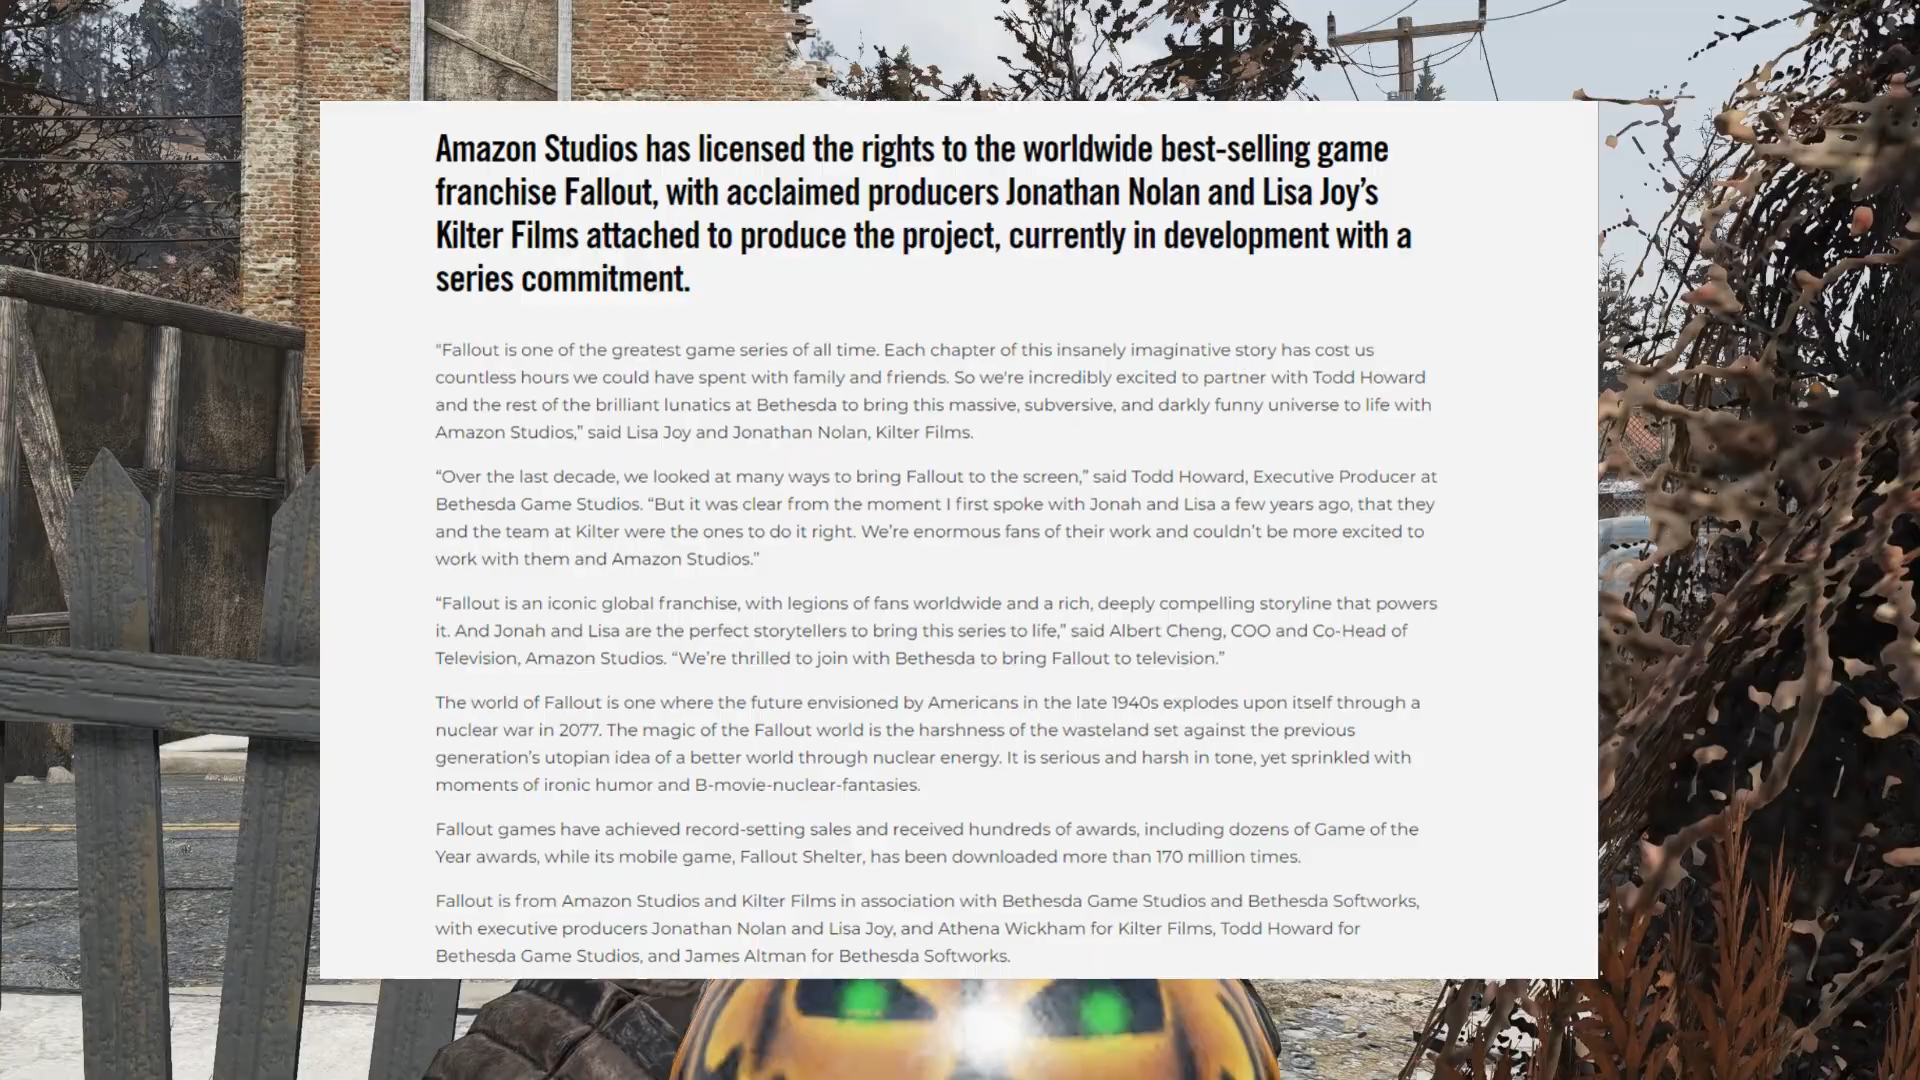 Amazon Studios has licensed the rights to the worldwide best-selling game
franchise Fallout, with acclaimed producers Jonathan Nolan and Lisa Joy’s
Kilter Films attached to produce the project, currently in development with a
series commitment.
“Fallout is one of the greatest game series of all time. Each chapter of this insanely imaginative story has cost us
countless hours we could have spent with family and friends. So we're incredibly excited to partner with Todd Howard
and the rest of the brilliant lunatics at Bethesda to bring this massive, subversive, and darkly funny universe to life with
Amazon Studios,” said Lisa Joy and Jonathan Nolan, Kilter Films.
“Over the last decade, we looked at many ways to bring Fallout to the screen,” said Todd Howard, Executive Producer at
Bethesda Game Studios. “But it was clear from the moment I first spoke with Jonah and Lisa a few years ago, that they
and the team at Kilter were the ones to do it right. We’re enormous fans of their work and couldn’t be more excited to
work with them and Amazon Studios.”
“Fallout is an iconic global franchise, with legions of fans worldwide and a rich, deeply compelling storyline that powers
it. And Jonah and Lisa are the perfect storytellers to bring this series to life,” said Albert Cheng, COO and Co-Head of
Television, Amazon Studios. “We’re thrilled to join with Bethesda to bring Fallout to television.”
The world of Fallout is one where the future envisioned by Americans in the late 1940s explodes upon itself through a
nuclear war in 2077. The magic of the Fallout world is the harshness of the wasteland set against the previous
generation’s utopian idea of a better world through nuclear energy. It is serious and harsh in tone, yet sprinkled with
moments of ironic humor and B-movie-nuclear-fantasies.
Fallout games have achieved record-setting sales and received hundreds of awards, including dozens of Game of the
Year awards, while its mobile game, Fallout Shelter, has been downloaded more than 170 million times.
Fallout is from Amazon Studios and Kilter Films in association with Bethesda Game Studios and Bethesda Softworks,
with executive producers Jonathan Nolan and Lisa Joy, and Athena Wickham for Kilter Films, Todd Howard for
Bethesda Game Studios, and James Altman for Bethesda Softworks.